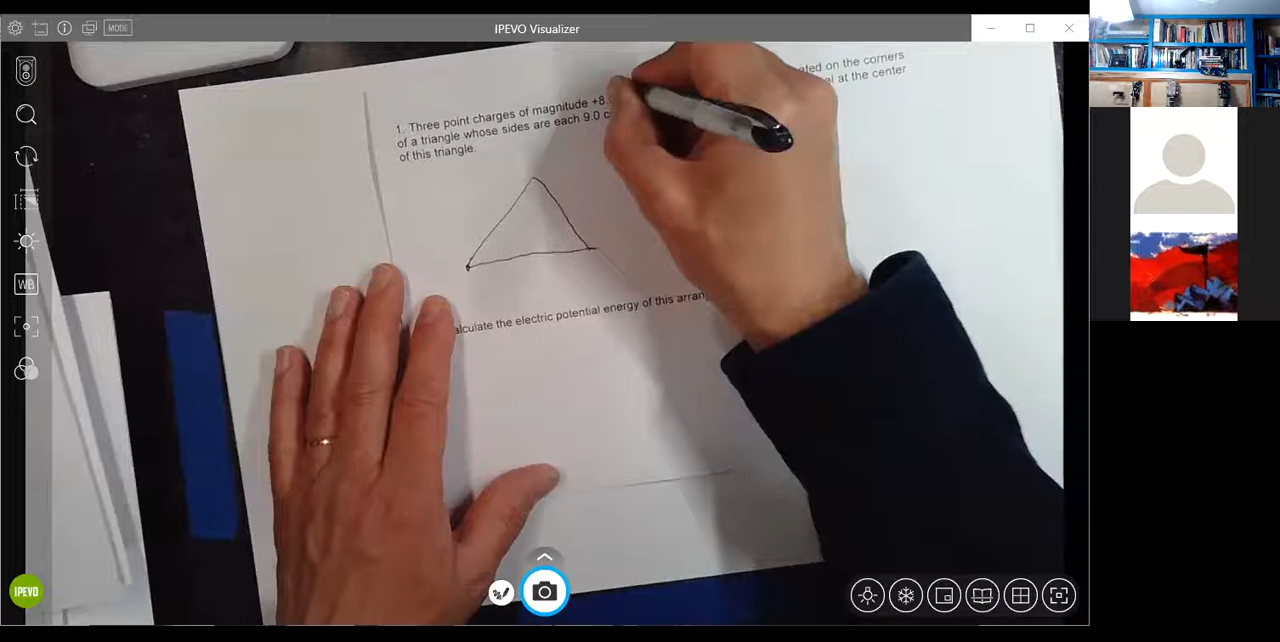 MODE
IPEVO Visualizer
1. Three point charges of magnitude +8. ated on the corners
of a triangle whose sides are each 9.0 c al at the center
of this triangle.
alculate the electric potential energy of this arran
WB
IPEVO